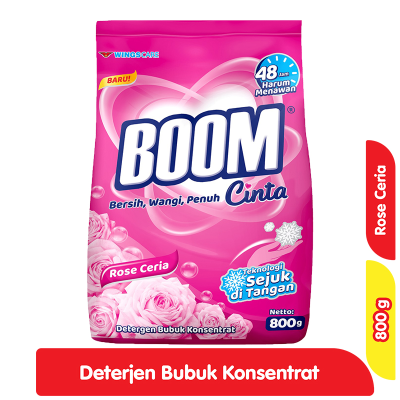 WINGSCARE
BARU!
48 Jam
Harum
Menawan
BOOM®
Bersih, Wangi, Penuh Cinta
Rose Ceria
Teknologi
Sejuk
di Tangan
Detergen Bubuk Konsentrat
Netto:
800g
Rose Ceria
800 g
Deterjen Bubuk Konsentrat